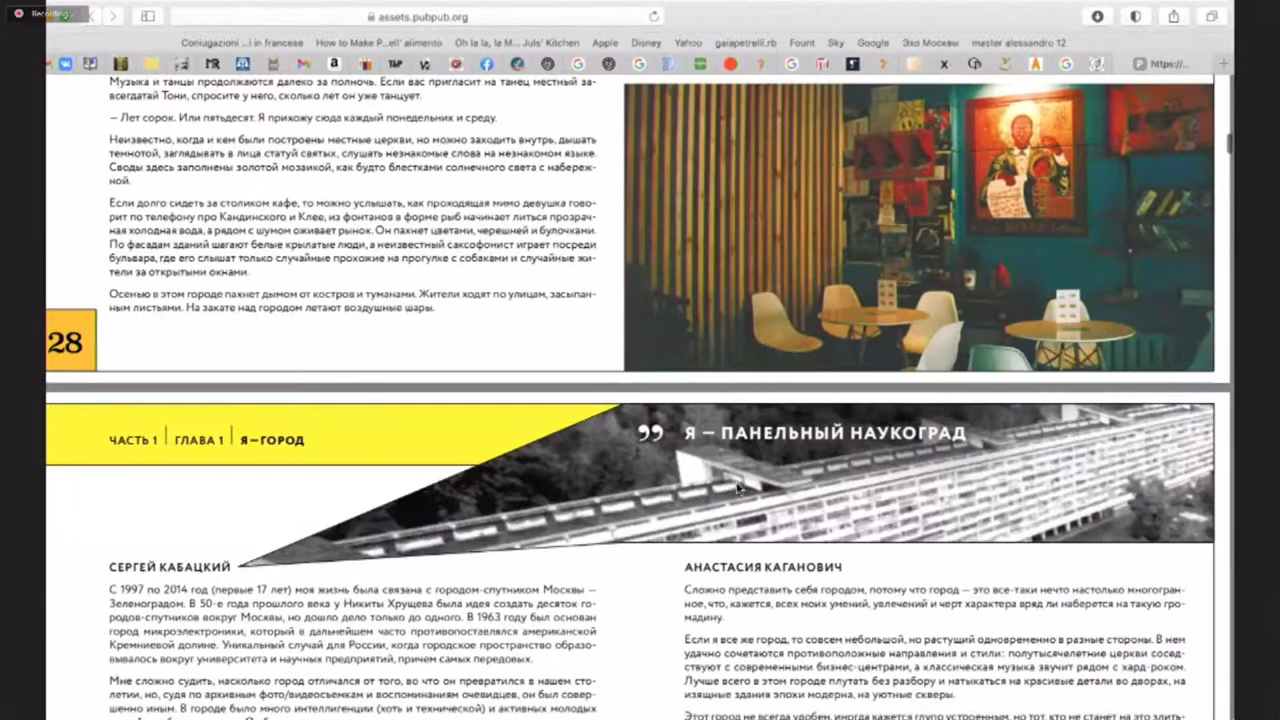 Recording...
assets.pubpub.org
Coniugazioni ...i in francese How to Make P...ell' alimento Oh la la, la M... Juls' Kitchen Apple Disney Yahoo gaiapetrelli.rb Fount Sky Google Эхо Москвы master alessandro 12
https://...
Музыка и танцы продолжаются далеко за полночь. Если вас пригласит на танец местный за-
всегдатай Тони, спросите у него, сколько лет он уже танцует.
— Лет сорок. Или пятьдесят. Я прихожу сюда каждый понедельник и среду.
Неизвестно, когда и кем были построены местные церкви, но можно заходить внутрь, дышать
темнотой, заглядывать в лица статуй святых, слушать незнакомые слова на незнакомом языке.
Своды здесь заполнены золотой мозаикой, как будто блестками солнечного света с набереж-
ной.
Если долго сидеть за столиком кафе, то можно услышать, как проходящая мимо девушка гово-
рит по телефону про Кандинского и Клее, из фонтанов в форме рыб начинает литься прозрач-
ная холодная вода, а рядом с шумом оживает рынок. Он пахнет цветами, черешней и булочками.
По фасадам зданий шагают белые крылатые люди, а неизвестный саксофонист играет посреди
бульвара, где его слышат только случайные прохожие на прогулке с собаками и случайные жи-
тели за открытыми окнами.
Осенью в этом городе пахнет дымом от костров и туманами. Жители ходят по улицам, засыпан-
ным листьями. На закате над городом летают воздушные шары.
28
ЧАСТЬ 1 | ГЛАВА 1 | Я — ГОРОД
Я — ПАНЕЛЬНЫЙ НАУКОГРАД
СЕРГЕЙ КАБАЦКИЙ
С 1997 по 2014 год (первые 17 лет) моя жизнь была связана с городом-спутником Москвы —
Зеленоградом. В 50-е года прошлого века у Никиты Хрущева была идея создать десяток го-
родов-спутников вокруг Москвы, но дошло дело только до одного. В 1963 году был основан
город микроэлектроники, который в дальнейшем часто противопоставлялся американской
Кремниевой долине. Уникальный случай для России, когда городское пространство образо-
вывалось вокруг университета и научных предприятий, причем самых передовых.
Мне сложно судить, насколько город отличался от того, во что он превратился в нашем сто-
летии, но, судя по архивным фото/видеосъемкам и воспоминаниям очевидцев, он был совер-
шенно иным. В городе было много интеллигенции (хоть и технической) и активных молодых
АНАСТАСИЯ КАГАНОВИЧ
Сложно представить себя городом, потому что город — это все-таки нечто настолько многогран-
ное, что, кажется, всех моих умений, увлечений и черт характера вряд ли наберется на такую гро-
мадину.
Если я все же город, то совсем небольшой, но растущий одновременно в разные стороны. В нем
удачно сочетаются противоположные направления и стили: полутысячелетние церкви сосед-
ствуют с современными бизнес-центрами, а классическая музыка звучит рядом с хард-роком.
Лучше всего в этом городе плутать без разбору и натыкаться на красивые детали во дворах, на
изящные здания эпохи модерна, на уютные скверы.
Этот город не всегда удобен, иногда кажется глупо устроенным, но тот, кто не станет на это злить-